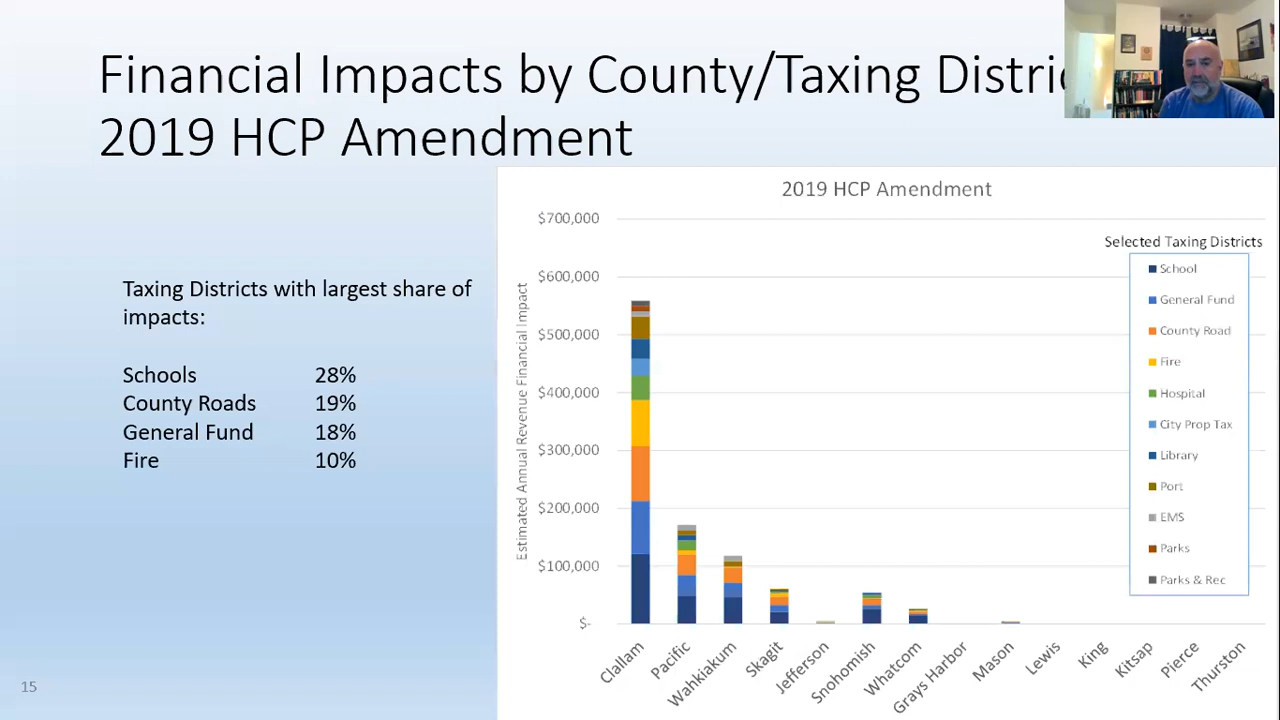 Financial Impacts by County/Taxing Distri
2019 HCP Amendment
Taxing Districts with largest share of
impacts:
Schools 28%
County Roads 19%
General Fund 18%
Fire 10%
2019 HCP Amendment
Estimated Annual Revenue Financial Impact
$700,000
$600,000
$500,000
$400,000
$300,000
$200,000
$100,000
$-
Selected Taxing Districts
School
General Fund
County Road
Fire
Hospital
City Prop Tax
Library
Port
EMS
Parks
Parks & Rec
Clallam
Pacific
Wahkiakum
Skagit
Jefferson
Snohomish
Whatcom
Grays Harbor
Mason
Lewis
King
Kitsap
Pierce
Thurston
15